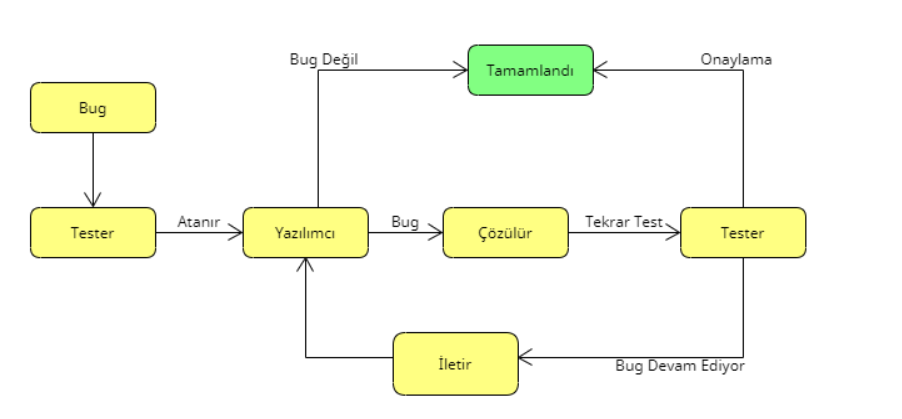 Bug Değil
Tamamlandı
Onaylama
Bug
Tester
Atanır
Yazılımcı
Bug
Çözülür
Tekrar Test
Tester
İletir
Bug Devam Ediyor